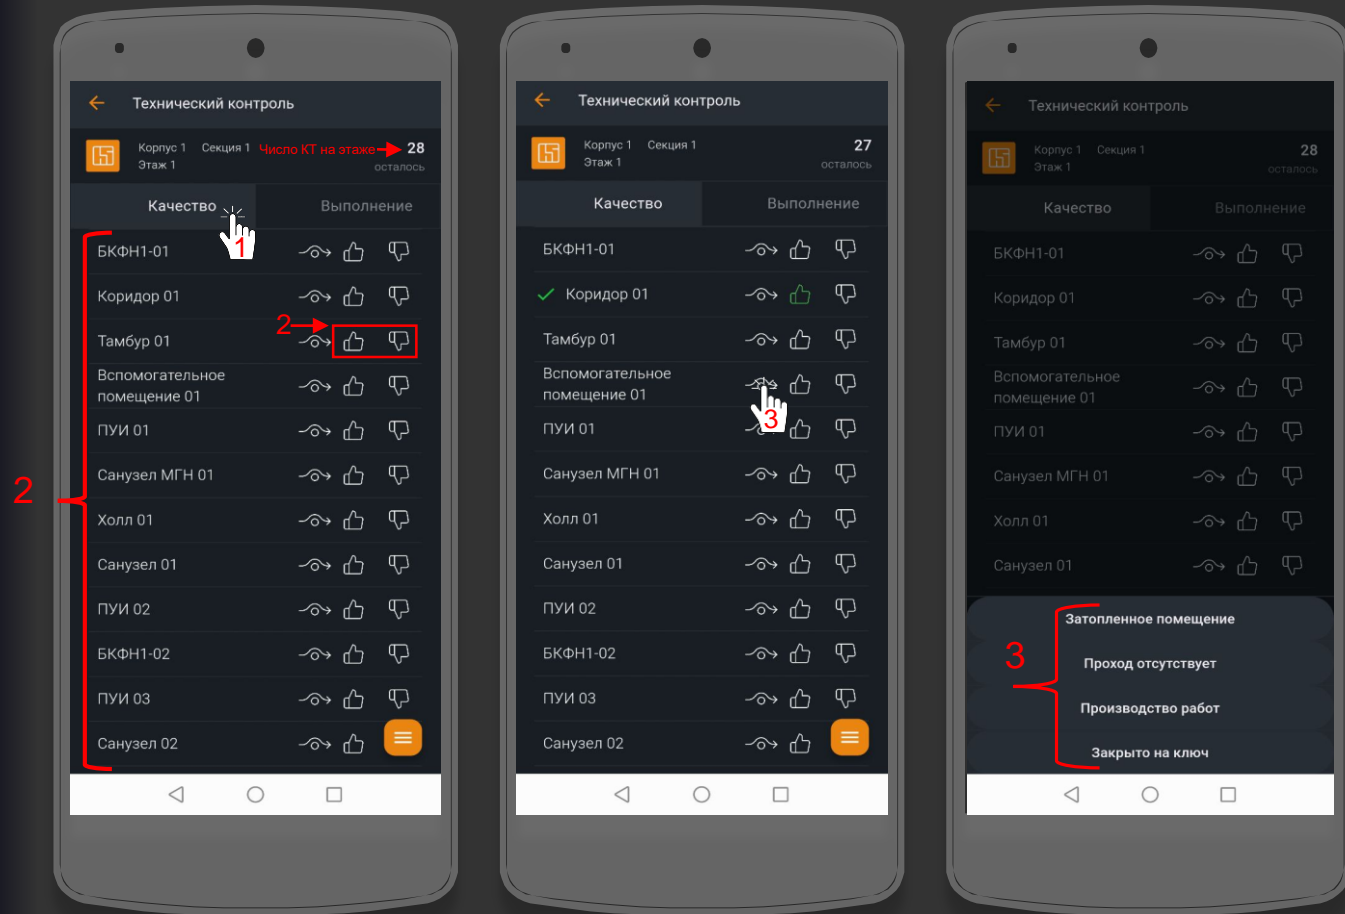 Технический контроль
Корпус 1 Секция 1 Число КТ на этаже 28
Этаж 1 осталось
Качество Выполнение
1
БКФН1-01
Коридор 01
2
Тамбур 01
Вспомогательное
помещение 01
ПУИ 01
Санузел МГН 01
2
Холл 01
Санузел 01
ПУИ 02
БКФН1-02
ПУИ 03
Санузел 02
Технический контроль
Корпус 1 Секция 1 27
Этаж 1 осталось
Качество Выполнение
БКФН1-01
Коридор 01
Тамбур 01
Вспомогательное
помещение 01
3
ПУИ 01
Санузел МГН 01
Холл 01
Санузел 01
ПУИ 02
БКФН1-02
ПУИ 03
Санузел 02
Технический контроль
Корпус 1 Секция 1 28
Этаж 1 осталось
Качество Выполнение
БКФН1-01
Коридор 01
Тамбур 01
Вспомогательное
помещение 01
ПУИ 01
Санузел МГН 01
Холл 01
Санузел 01
Затопленное помещение
3
Проход отсутствует
Производство работ
Закрыто на ключ